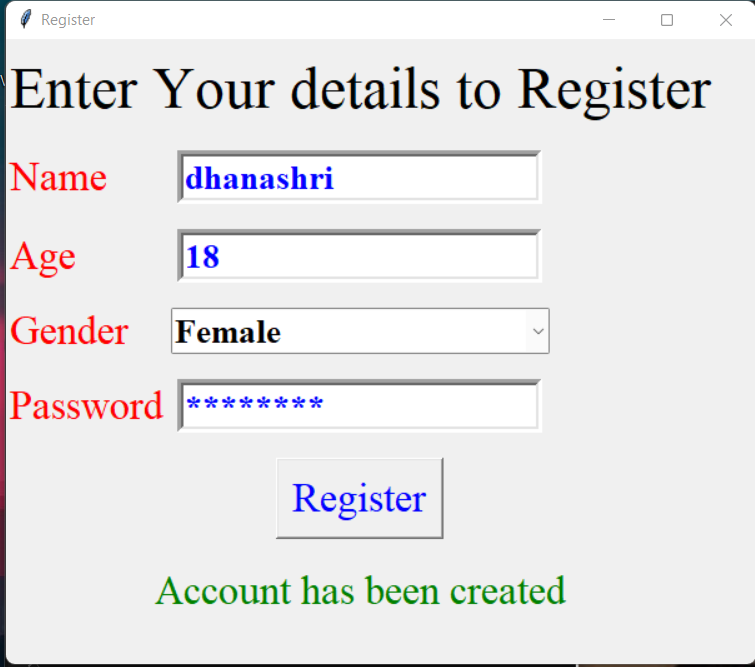 Register
Enter Your details to Register
Name dhanashri
Age 18
Gender Female
Password ********
Register
Account has been created